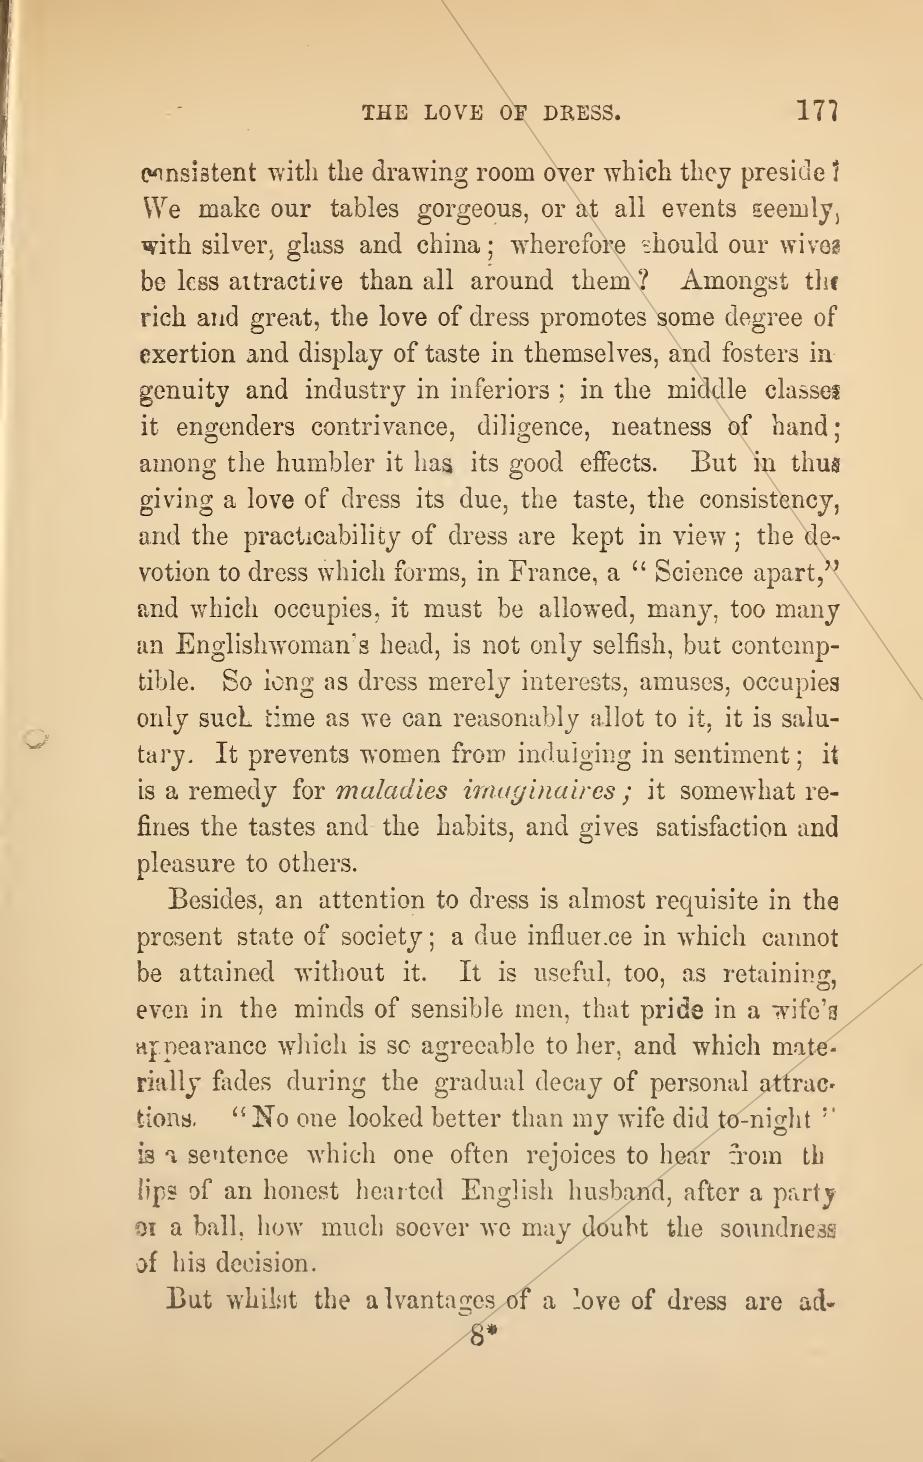 THE LOVE OF DRESS. 177
consistent with the drawing room over which they preside?
We make our tables gorgeous, or at all events seemly,
with silver, glass and china; wherefore should our wives
be less attractive than all around them? Amongst the
rich and great, the love of dress promotes some degree of
exertion and display of taste in themselves, and fosters in
genuity and industry in inferiors; in the middle classes
it engenders contrivance, diligence, neatness of hand;
among the humbler it has its good effects. But in thus
giving a love of dress its due, the taste, the consistency,
and the practicability of dress are kept in view; the de-
votion to dress which forms, in France, a "Science apart,"
and which occupies, it must be allowed, many, too many
an Englishwoman's head, is not only selfish, but contemp-
tible. So long as dress merely interests, amuses, occupies
only such time as we can reasonably allot to it, it is salu-
tary. It prevents women from indulging in sentiment; it
is a remedy for maladies imaginaires; it somewhat re-
fines the tastes and the habits, and gives satisfaction and
pleasure to others.
Besides, an attention to dress is almost requisite in the
present state of society; a due influence in which cannot
be attained without it. It is useful, too, as retaining,
even in the minds of sensible men, that pride in a wife's
appearance which is so agreeable to her, and which mate-
rially fades during the gradual decay of personal attrac-
tions. "No one looked better than my wife did to-night"
is a sentence which one often rejoices to hear from th
lips of an honest hearted English husband, after a party
or a ball, how much soever we may doubt the soundness
of his decision.
But whilst the advantages of a love of dress are ad-
8*